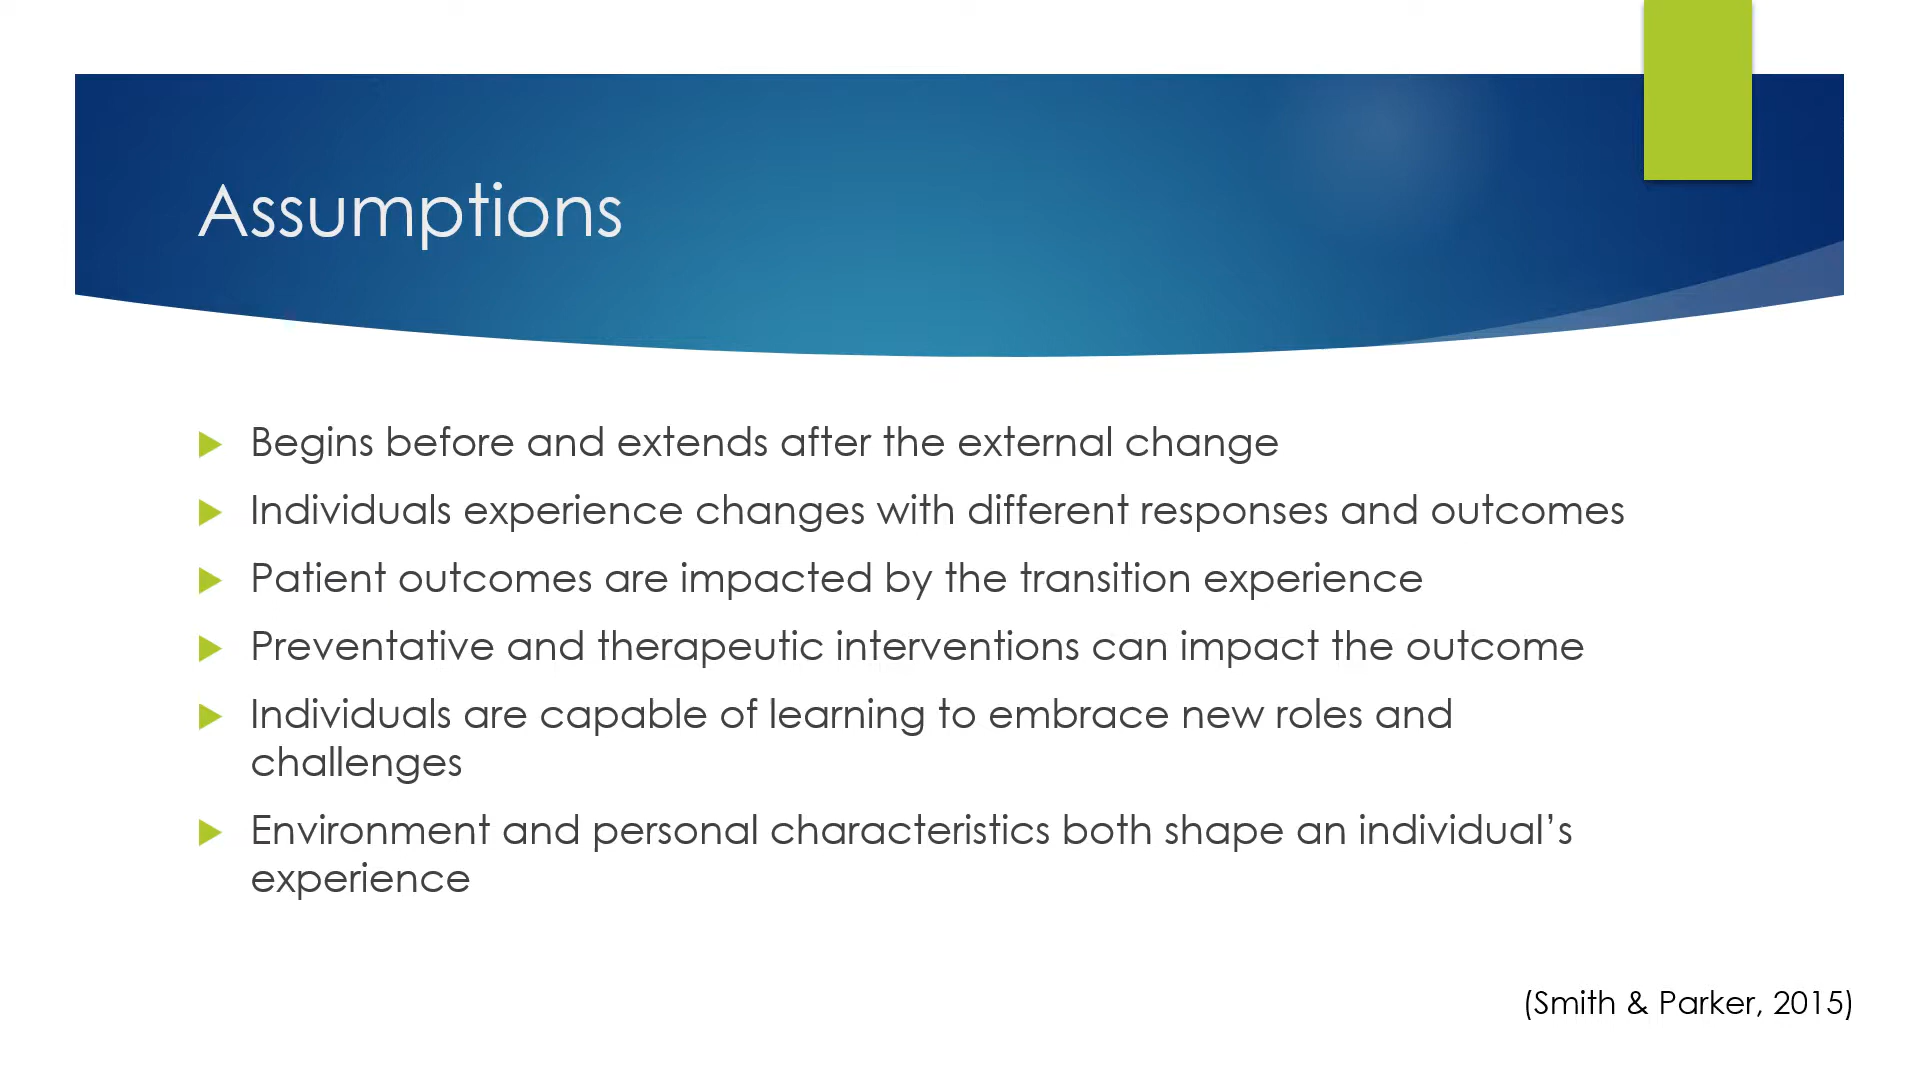 Assumptions
Begins before and extends after the external change
Individuals experience changes with different responses and outcomes
Patient outcomes are impacted by the transition experience
Preventative and therapeutic interventions can impact the outcome
Individuals are capable of learning to embrace new roles and
challenges
Environment and personal characteristics both shape an individual’s
experience
(Smith & Parker, 2015)